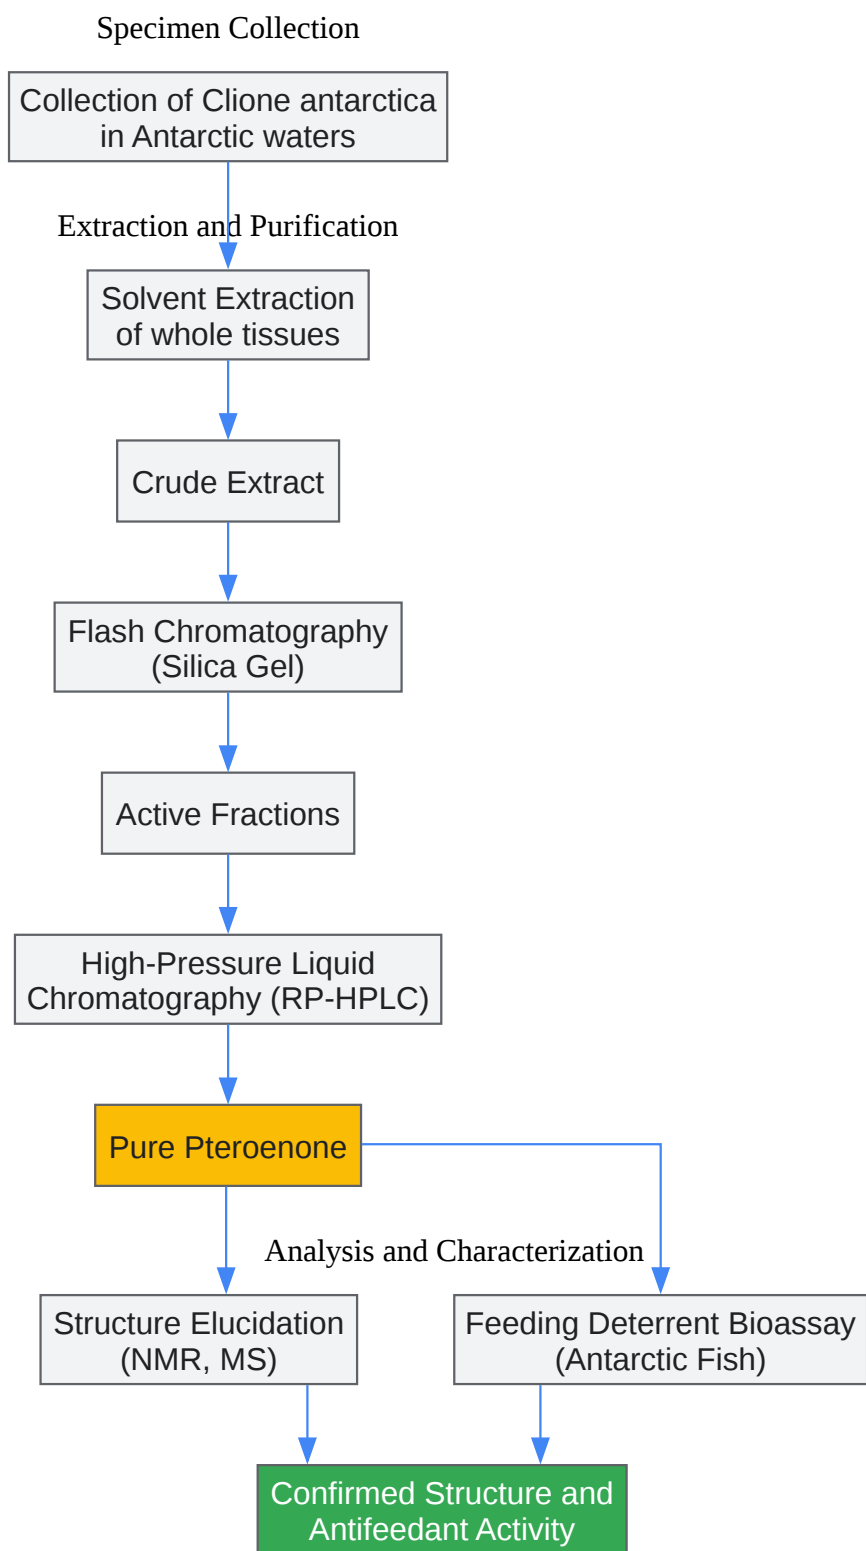 Specimen Collection
Collection of Clione antarctica
in Antarctic waters
Extraction and Purification
Solvent Extraction
of whole tissues
Crude Extract
Flash Chromatography
(Silica Gel)
Active Fractions
High-Pressure Liquid
Chromatography (RP-HPLC)
Pure Pteroenone
Analysis and Characterization
Structure Elucidation
(NMR, MS)
Feeding Deterrent Bioassay
(Antarctic Fish)
Confirmed Structure and
Antifeedant Activity